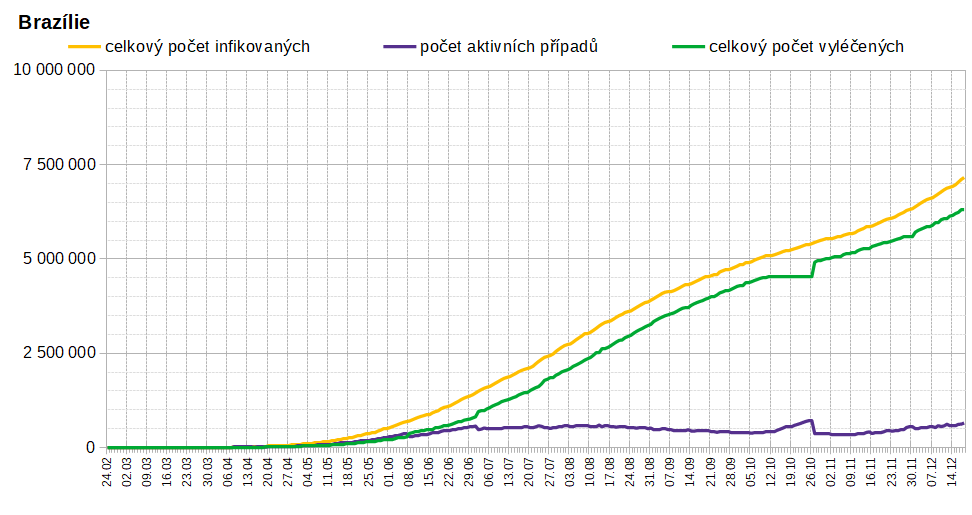 Brazílie
celkový počet infikovaných počet aktivních případů celkový počet vyléčených
10 000 000
7 500 000
5 000 000
2 500 000
0
24.02 02.03 09.03 16.03 23.03 30.03 06.04 13.04 20.04 27.04 04.05 11.05 18.05 25.05 01.06 08.06 15.06 22.06 29.06 06.07 13.07 20.07 27.07 03.08 10.08 17.08 24.08 31.08 07.09 14.09 21.09 28.09 05.10 12.10 19.10 26.10 02.11 09.11 16.11 23.11 30.11 07.12 14.12